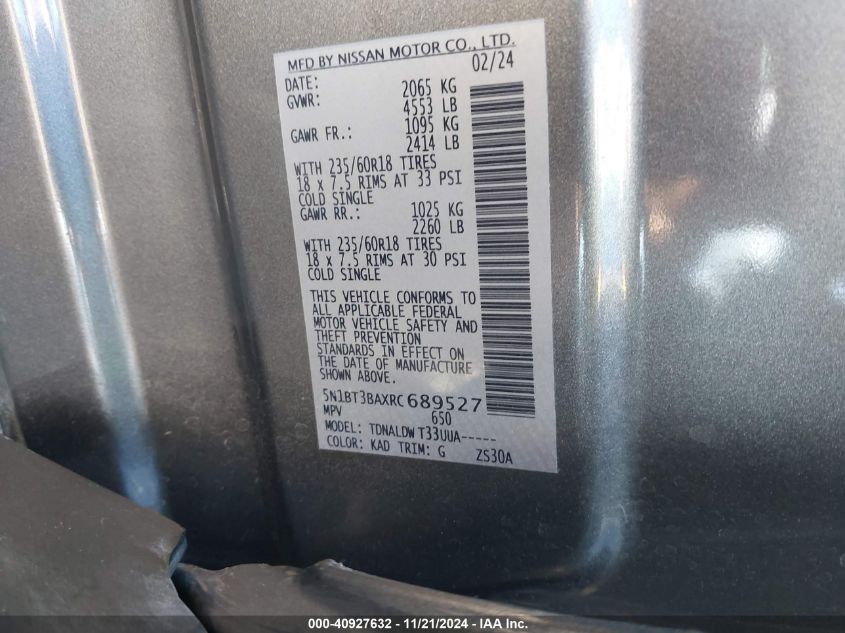 MFD BY NISSAN MOTOR CO., LTD.
DATE: 02/24
GVWR: 2065 KG
4553 LB
GAWR FR.: 1095 KG
2414 LB
WITH 235/60R18 TIRES
18 x 7.5 RIMS AT 33 PSI
COLD SINGLE
GAWR RR.: 1025 KG
2260 LB
WITH 235/60R18 TIRES
18 x 7.5 RIMS AT 30 PSI
COLD SINGLE
THIS VEHICLE CONFORMS TO
ALL APPLICABLE FEDERAL
MOTOR VEHICLE SAFETY AND
THEFT PREVENTION
STANDARDS IN EFFECT ON
THE DATE OF MANUFACTURE
SHOWN ABOVE.
5N1BT3BAXRC689527
MPV 650
MODEL: TDNALDW T33UUA-----
COLOR: KAD TRIM: G ZS30A
000-40927632 - 11/21/2024 - IAA Inc.